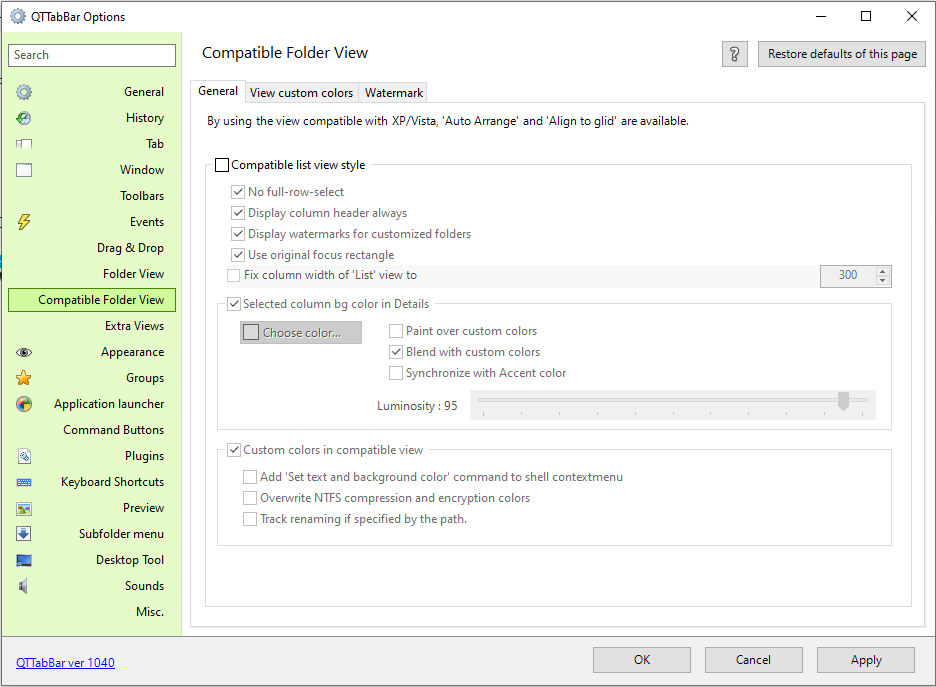 QTTabBar Options
Search
General
History
Tab
Window
Toolbars
Events
Drag & Drop
Folder View
Compatible Folder View
Extra Views
Appearance
Groups
Application launcher
Command Buttons
Plugins
Keyboard Shortcuts
Preview
Subfolder menu
Desktop Tool
Sounds
Misc.
Compatible Folder View
? Restore defaults of this page
General View custom colors Watermark
By using the view compatible with XP/Vista, 'Auto Arrange' and 'Align to glid' are available.
Compatible list view style
No full-row-select
Display column header always
Display watermarks for customized folders
Use original focus rectangle
Fix column width of 'List' view to 300
Selected column bg color in Details
Choose color...
Paint over custom colors
Blend with custom colors
Synchronize with Accent color
Luminosity : 95
Custom colors in compatible view
Add 'Set text and background color' command to shell contextmenu
Overwrite NTFS compression and encryption colors
Track renaming if specified by the path.
QTTabBar ver 1040
OK Cancel Apply